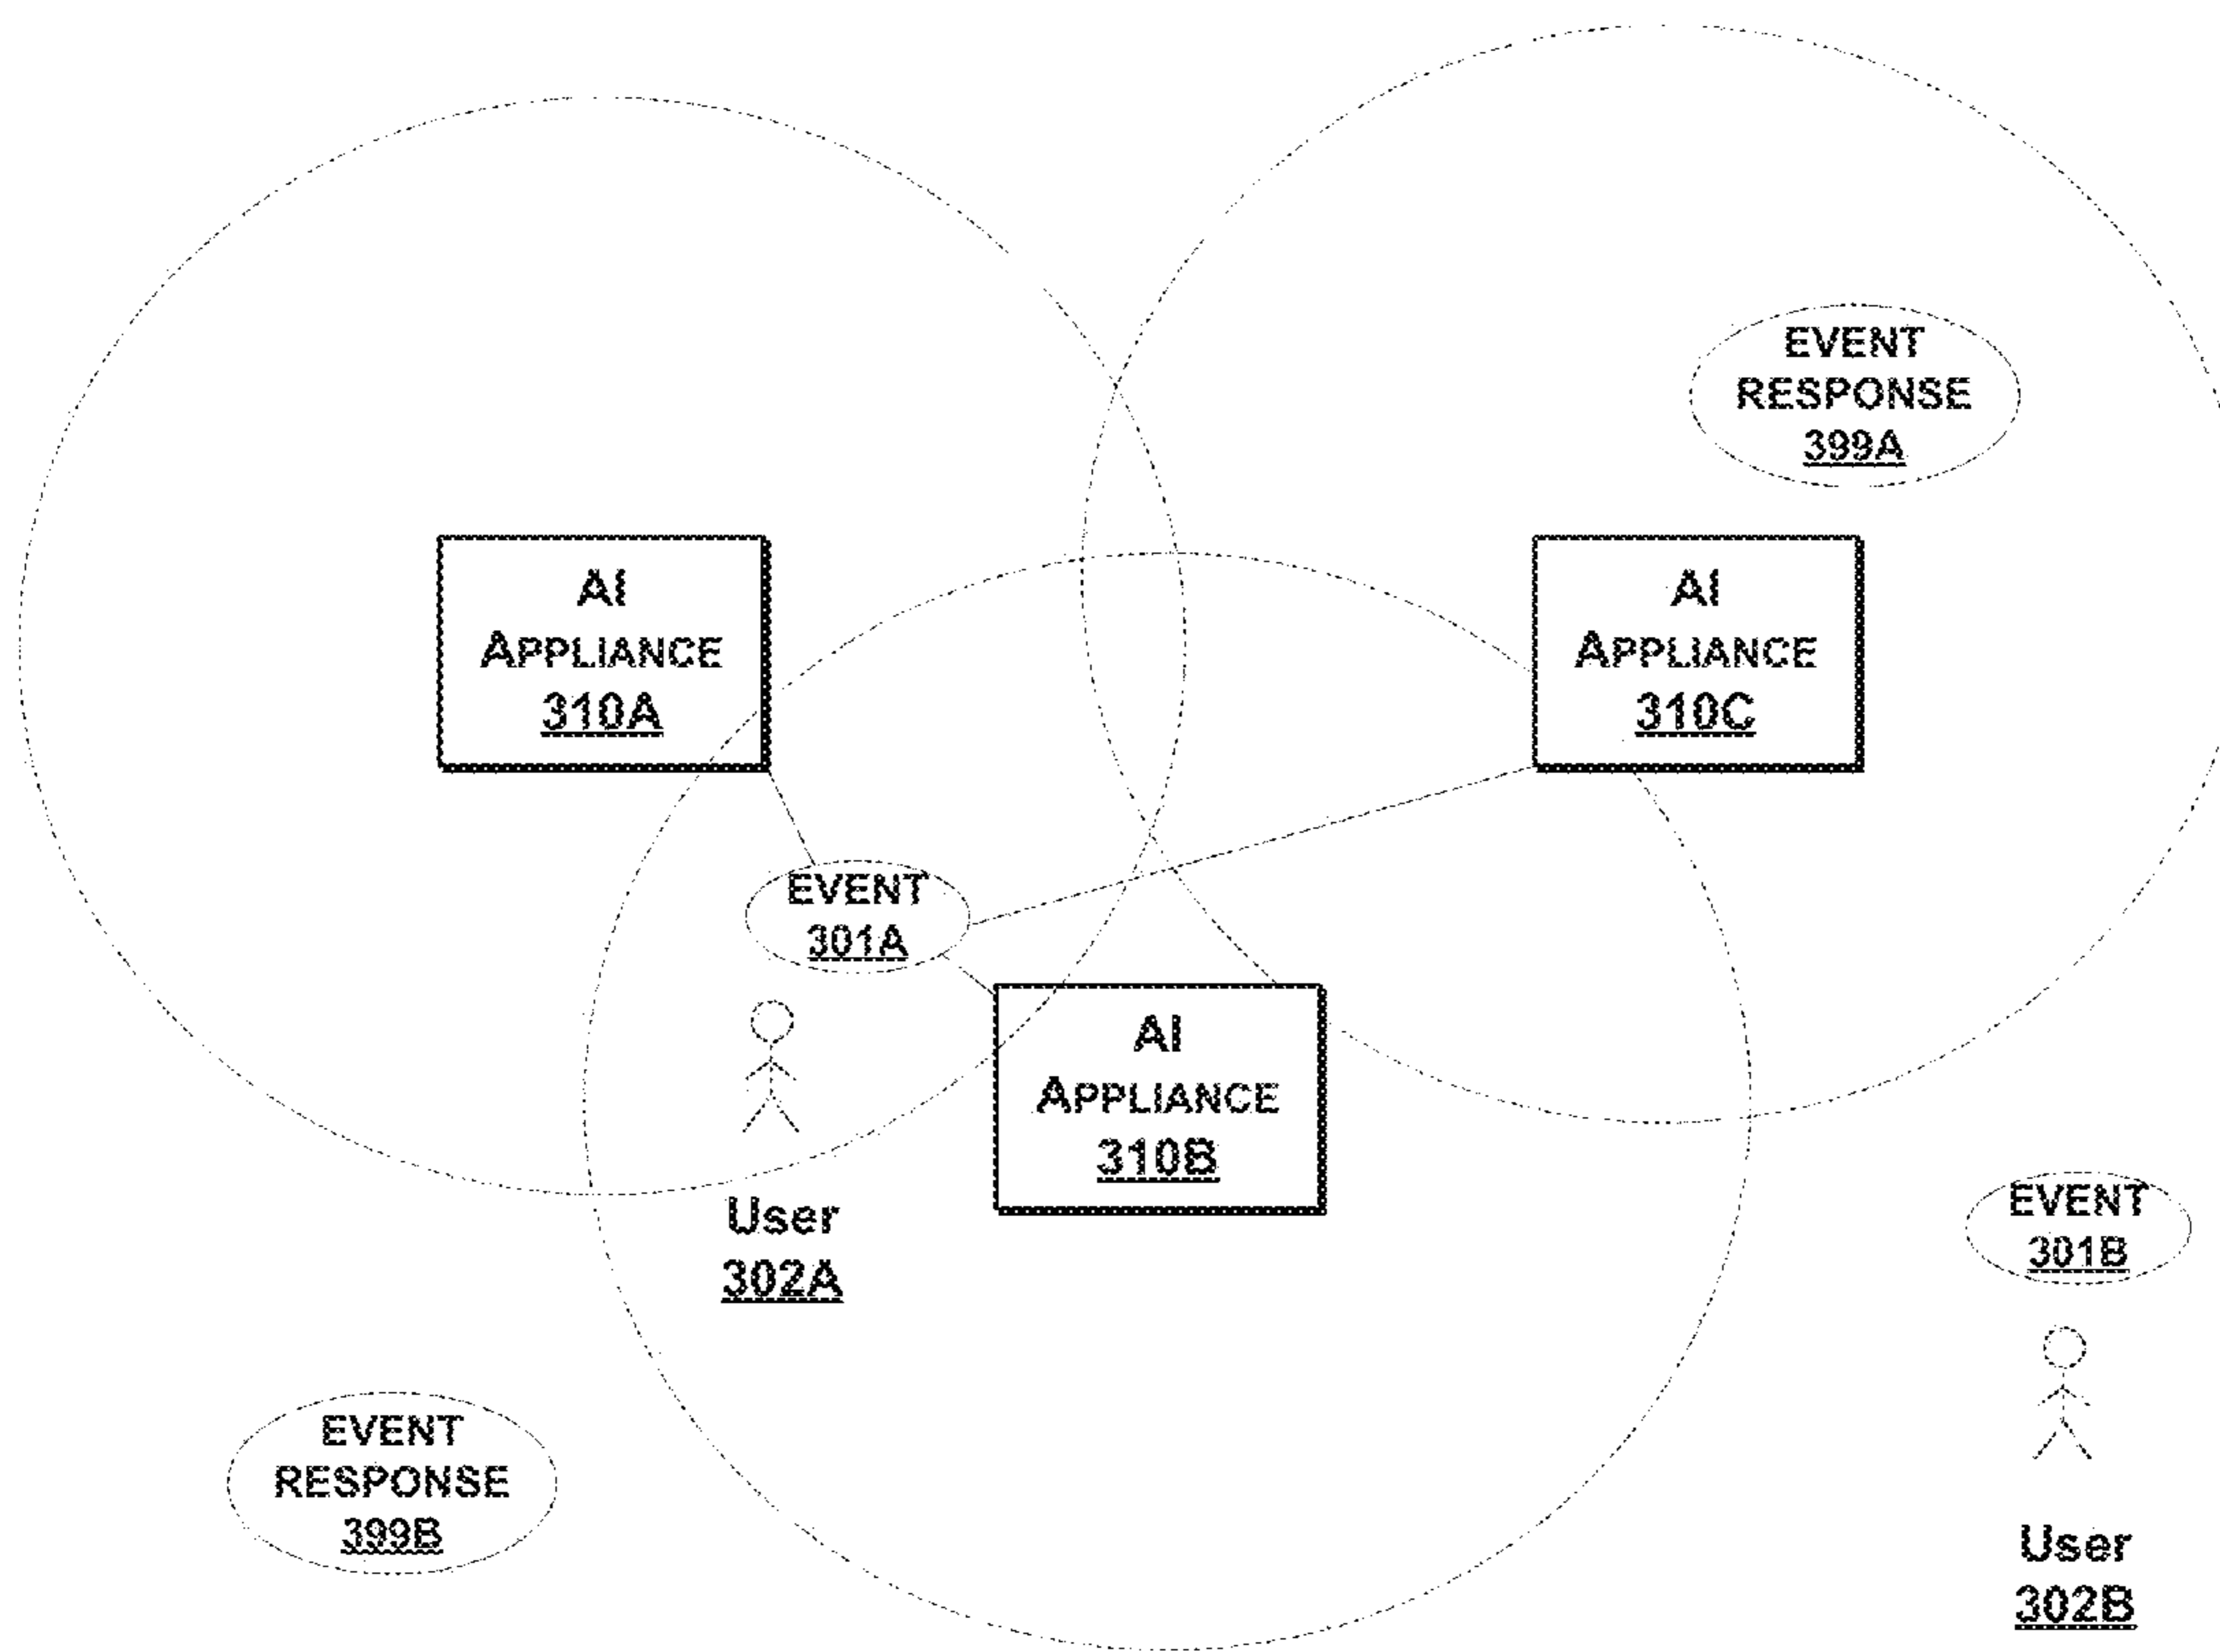 EVENT
RESPONSE
399A
AI
APPLIANCE
310A
AI
APPLIANCE
310C
EVENT
301A
AI
APPLIANCE
310B
User
302A
EVENT
301B
EVENT
RESPONSE
399B
User
302B